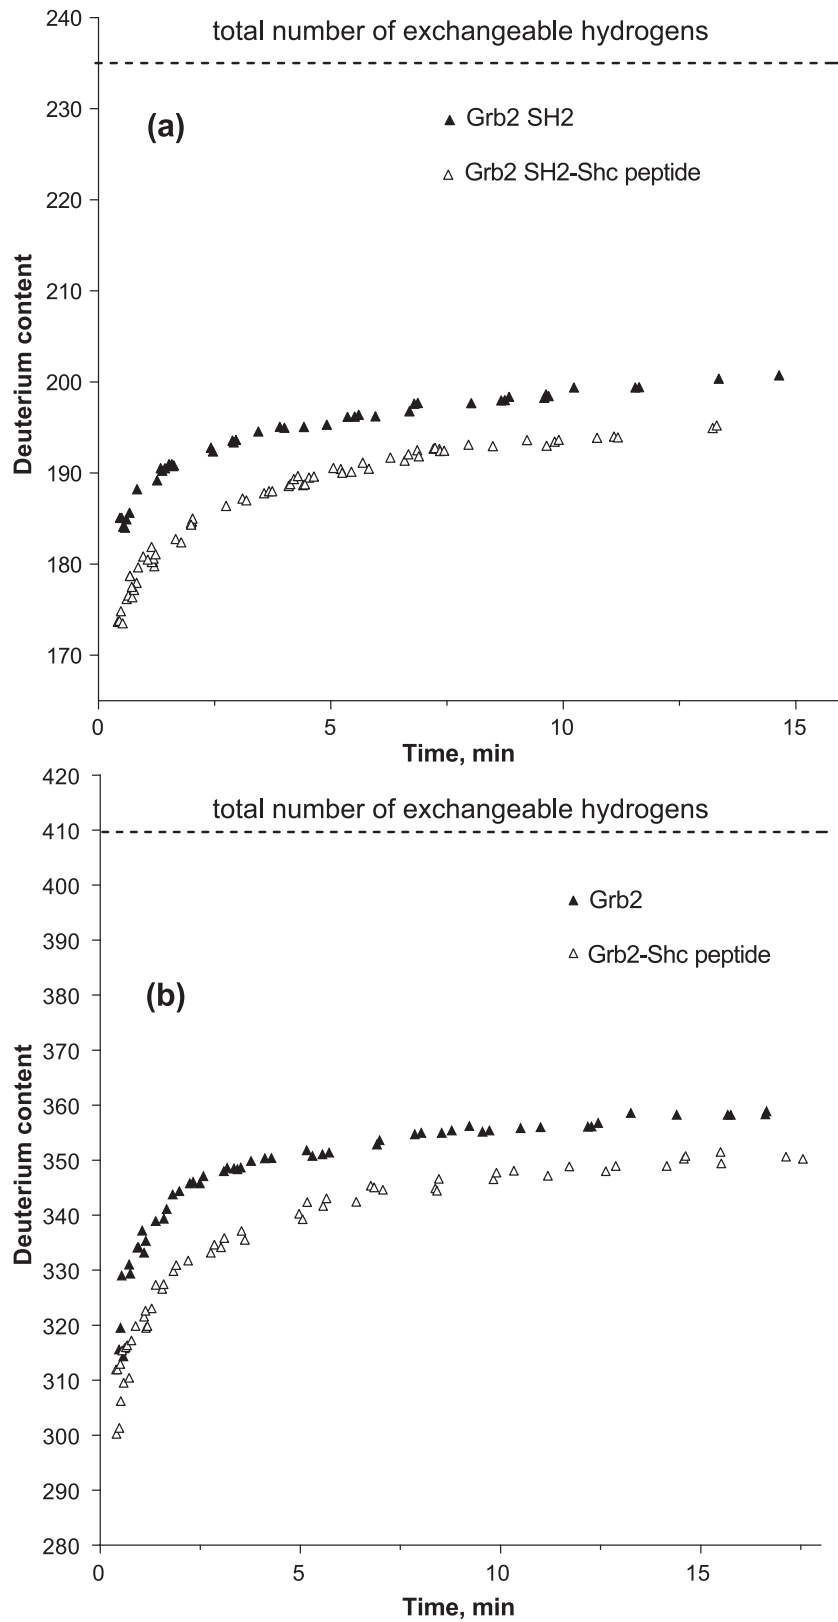 240
total number of exchangeable hydrogens
230
(a)
Grb2 SH2
Grb2 SH2-Shc peptide
220
210
200
190
180
170
Deuterium content
0
5
10
15
Time, min
420
total number of exchangeable hydrogens
410
400
Grb2
390
Grb2-Shc peptide
380
(b)
370
360
350
340
330
320
310
300
290
280
Deuterium content
0
5
10
15
Time, min